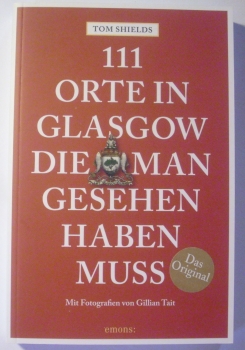 TOM SHIELDS
111
ORTE IN
GLASGOW
DIE MAN
GESEHEN
HABEN
MUSS
Das
Original
Mit Fotografien von Gillian Tait
emons: